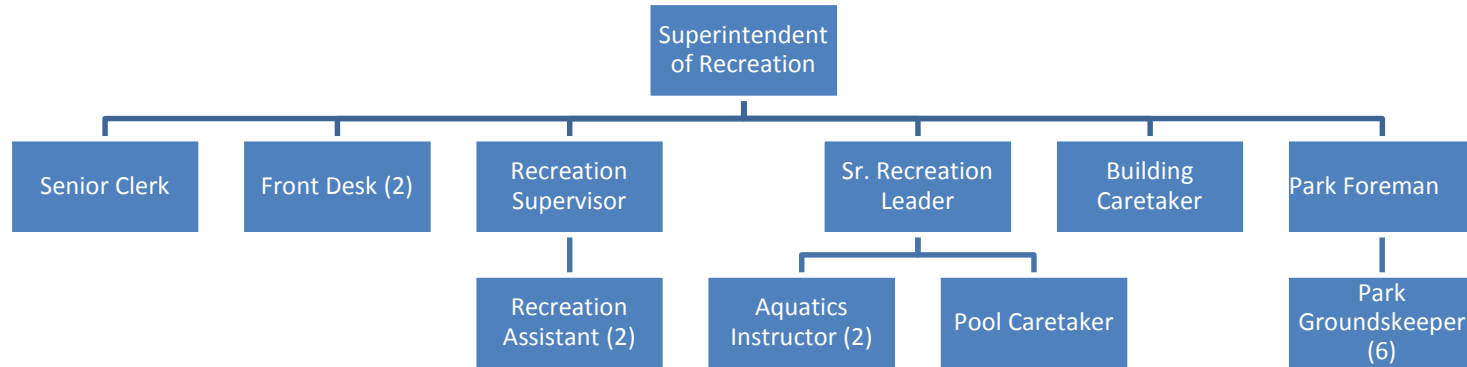 Superintendent
of Recreation
Senior Clerk
Front Desk (2)
Recreation
Supervisor
Sr. Recreation
Leader
Building
Caretaker
Park Foreman
Recreation
Assistant (2)
Aquatics
Instructor (2)
Pool Caretaker
Park
Groundskeeper
(6)